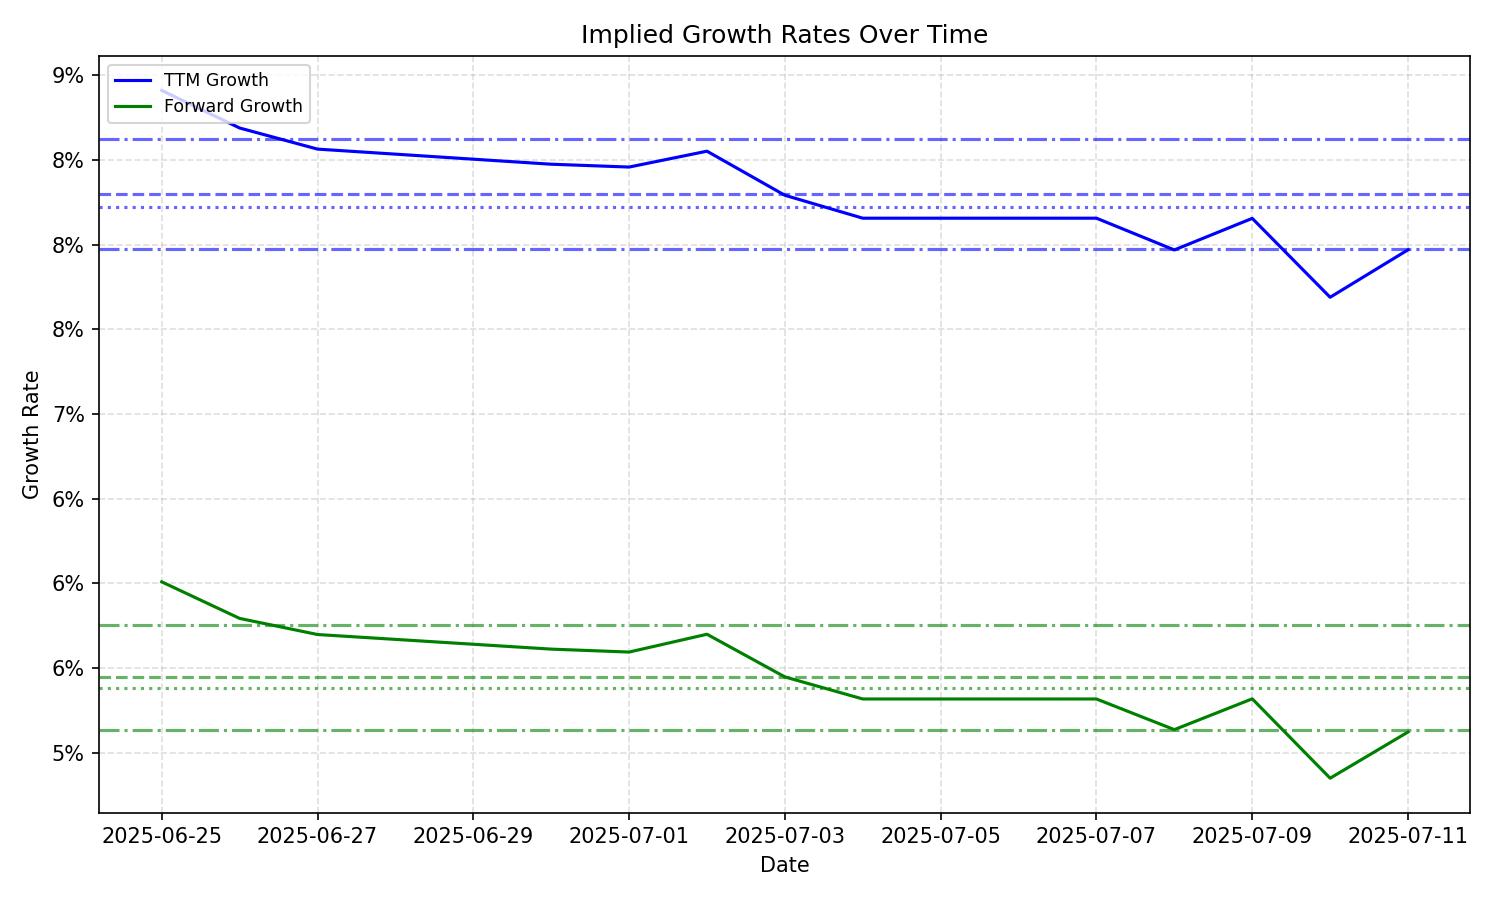 Implied Growth Rates Over Time
TTM Growth
Forward Growth
9%
8%
8%
8%
7%
6%
6%
6%
5%
Growth Rate
2025-06-25 2025-06-27 2025-06-29 2025-07-01 2025-07-03 2025-07-05 2025-07-07 2025-07-09 2025-07-11
Date